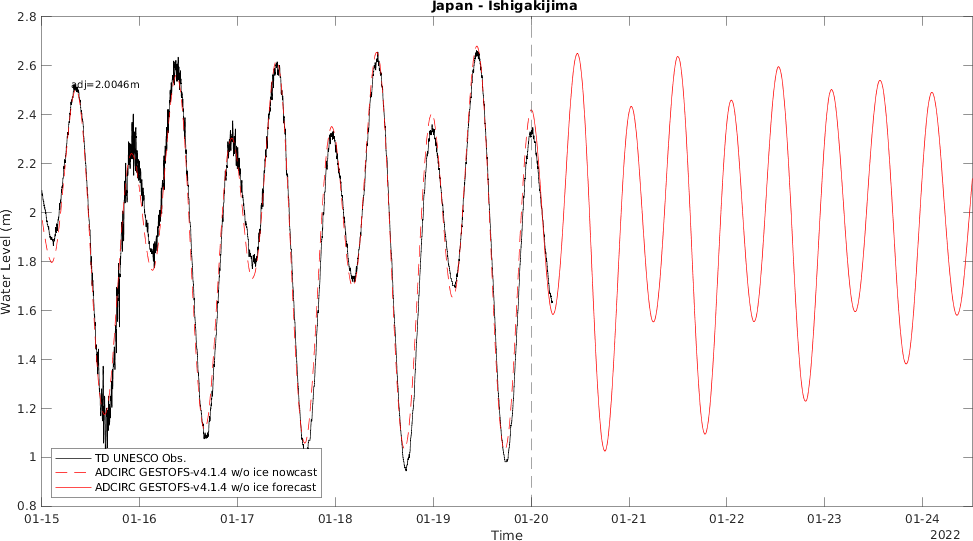 Japan - Ishigakijima
2.8
2.6
2.4
2.2
2
1.8
1.6
1.4
1.2
1
0.8
Water Level (m)
adj=2.0046m
TD UNESCO Obs.
ADCIRC GESTOFS-v4.1.4 w/o ice nowcast
ADCIRC GESTOFS-v4.1.4 w/o ice forecast
01-15 01-16 01-17 01-18 01-19 01-20 01-21 01-22 01-23 01-24
Time
2022